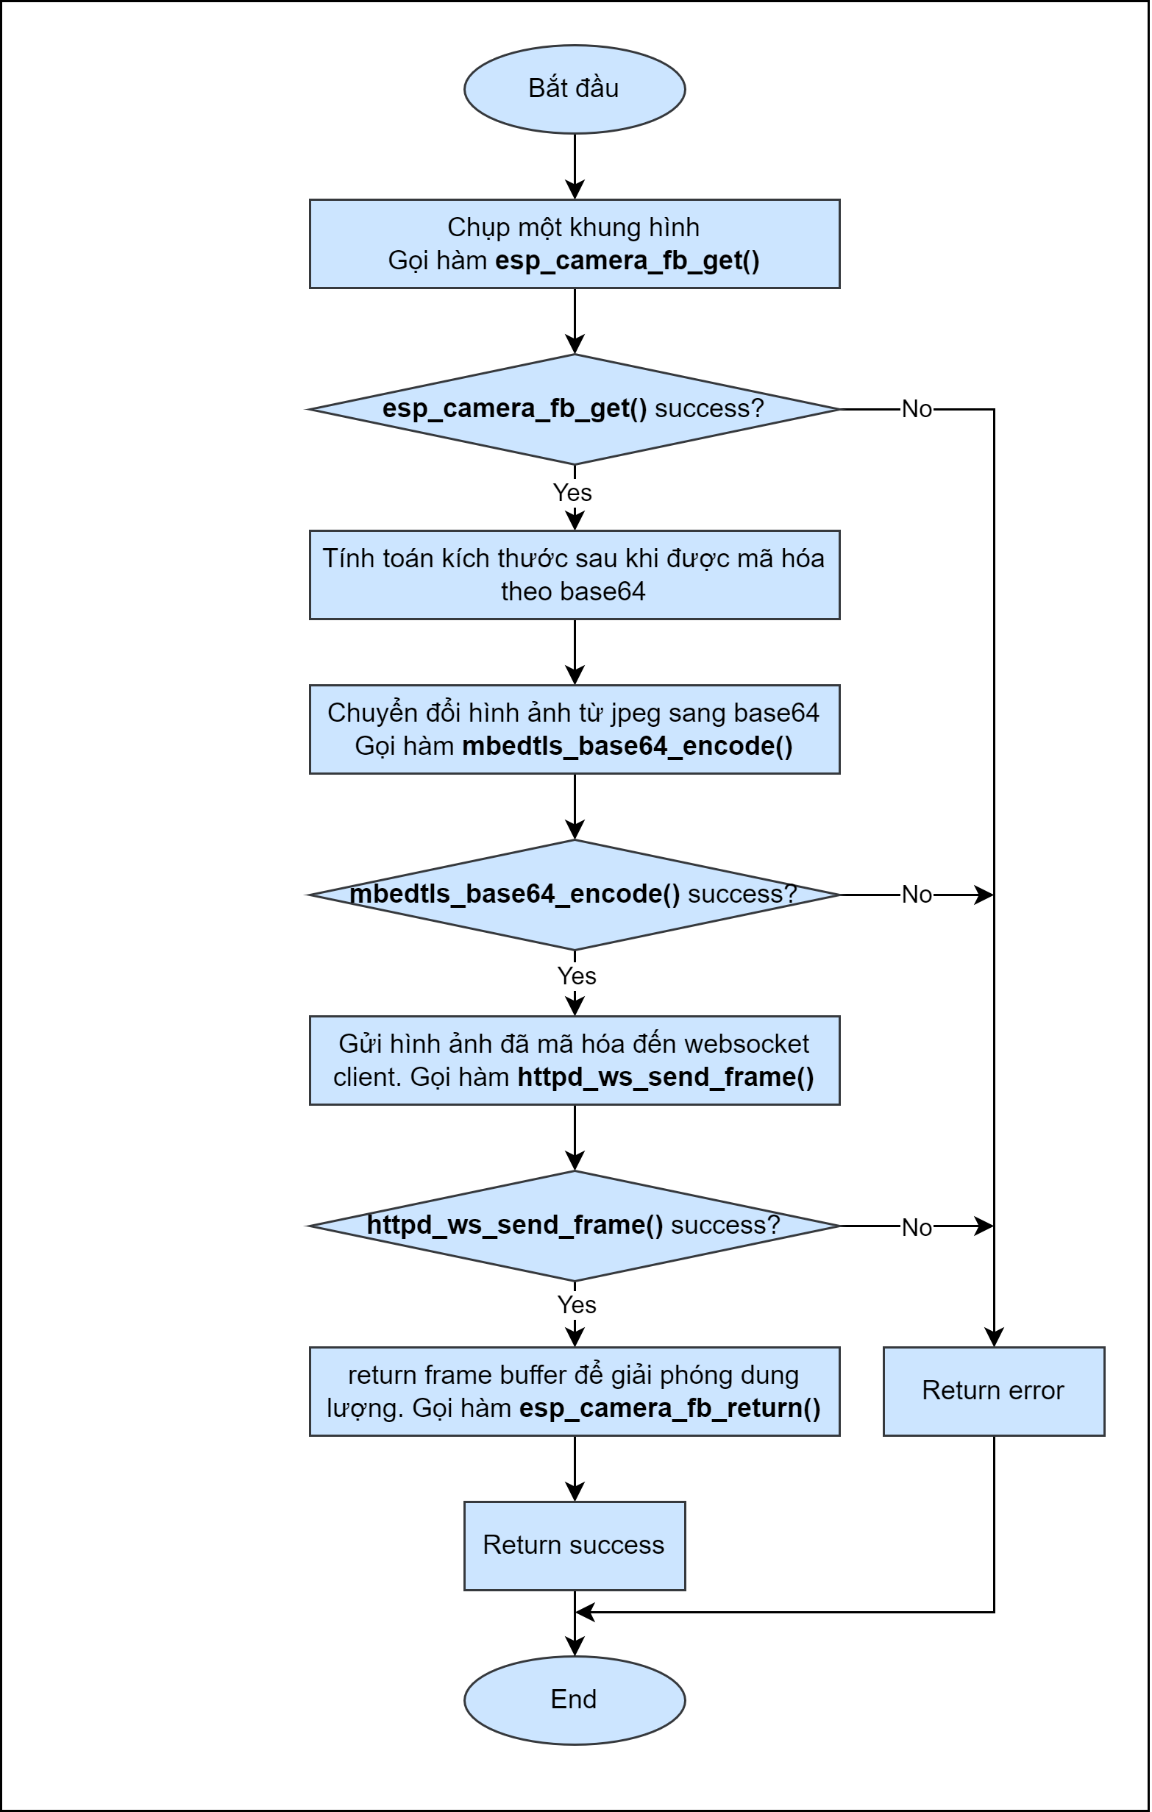 Bắt đầu
Chụp một khung hình
Gọi hàm esp_camera_fb_get()
esp_camera_fb_get() success?
No
Yes
Tính toán kích thước sau khi được mã hóa
theo base64
Chuyển đổi hình ảnh từ jpeg sang base64
Gọi hàm mbedtls_base64_encode()
mbedtls_base64_encode() success?
No
Yes
Gửi hình ảnh đã mã hóa đến websocket
client. Gọi hàm httpd_ws_send_frame()
httpd_ws_send_frame() success?
No
Yes
return frame buffer để giải phóng dung
lượng. Gọi hàm esp_camera_fb_return()
Return error
Return success
End